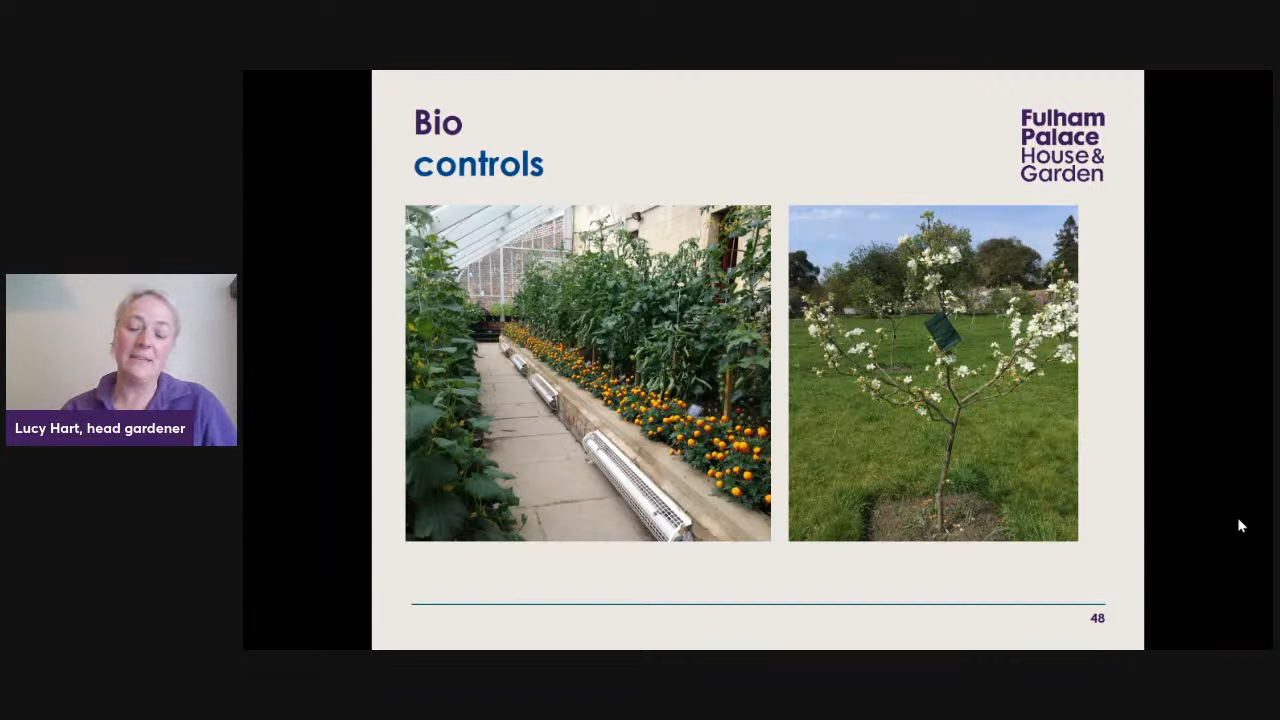 Bio
controls
Fulham
Palace
House &
Garden
Lucy Hart, head gardener
48